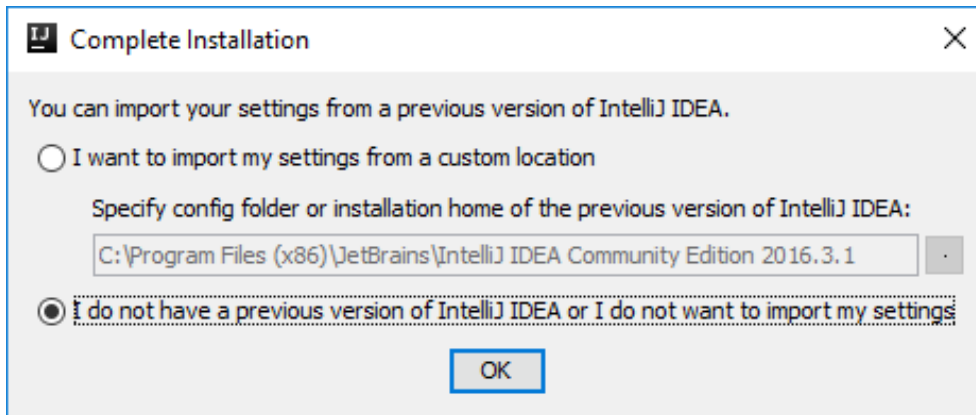 IJ
Complete Installation
You can import your settings from a previous version of IntelliJ IDEA.
I want to import my settings from a custom location
Specify config folder or installation home of the previous version of IntelliJ IDEA:
C:\Program Files (x86)\JetBrains\IntelliJ IDEA Community Edition 2016.3.1
.
I do not have a previous version of IntelliJ IDEA or I do not want to import my settings
OK